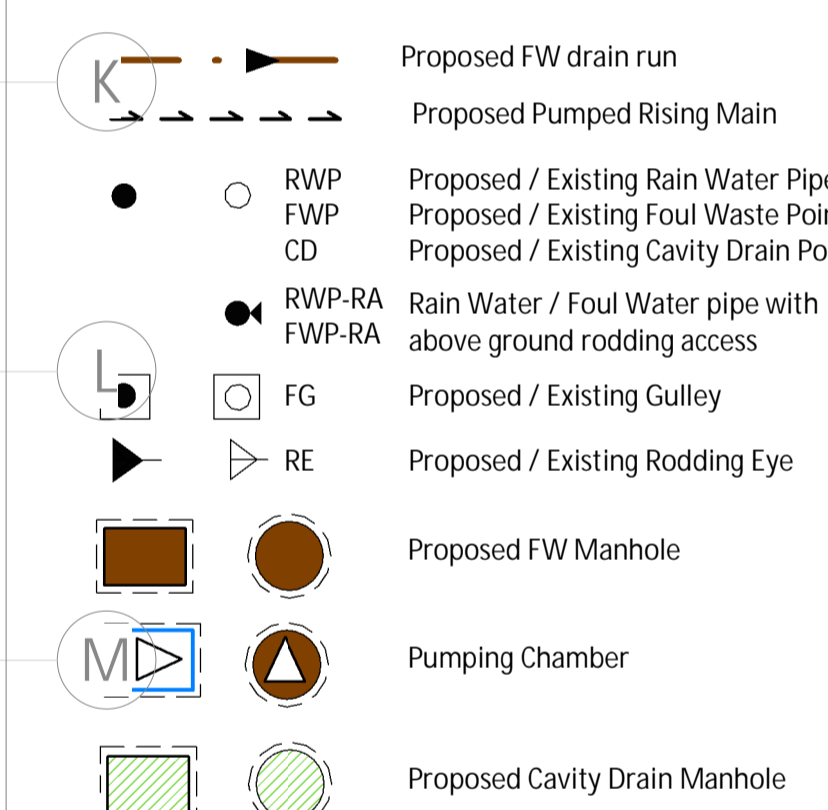 K
Proposed FW drain run
Proposed Pumped Rising Main
RWP Proposed / Existing Rain Water Pipe
FWP Proposed / Existing Foul Waste
CD Proposed / Existing Cavity Drain
RWP-RA Rain Water / Foul Water pipe with
FWP-RA above ground rodding access
L
FG Proposed / Existing Gulley
RE Proposed / Existing Rodding Eye
Proposed FW Manhole
M
Pumping Chamber
Proposed Cavity Drain Manhole